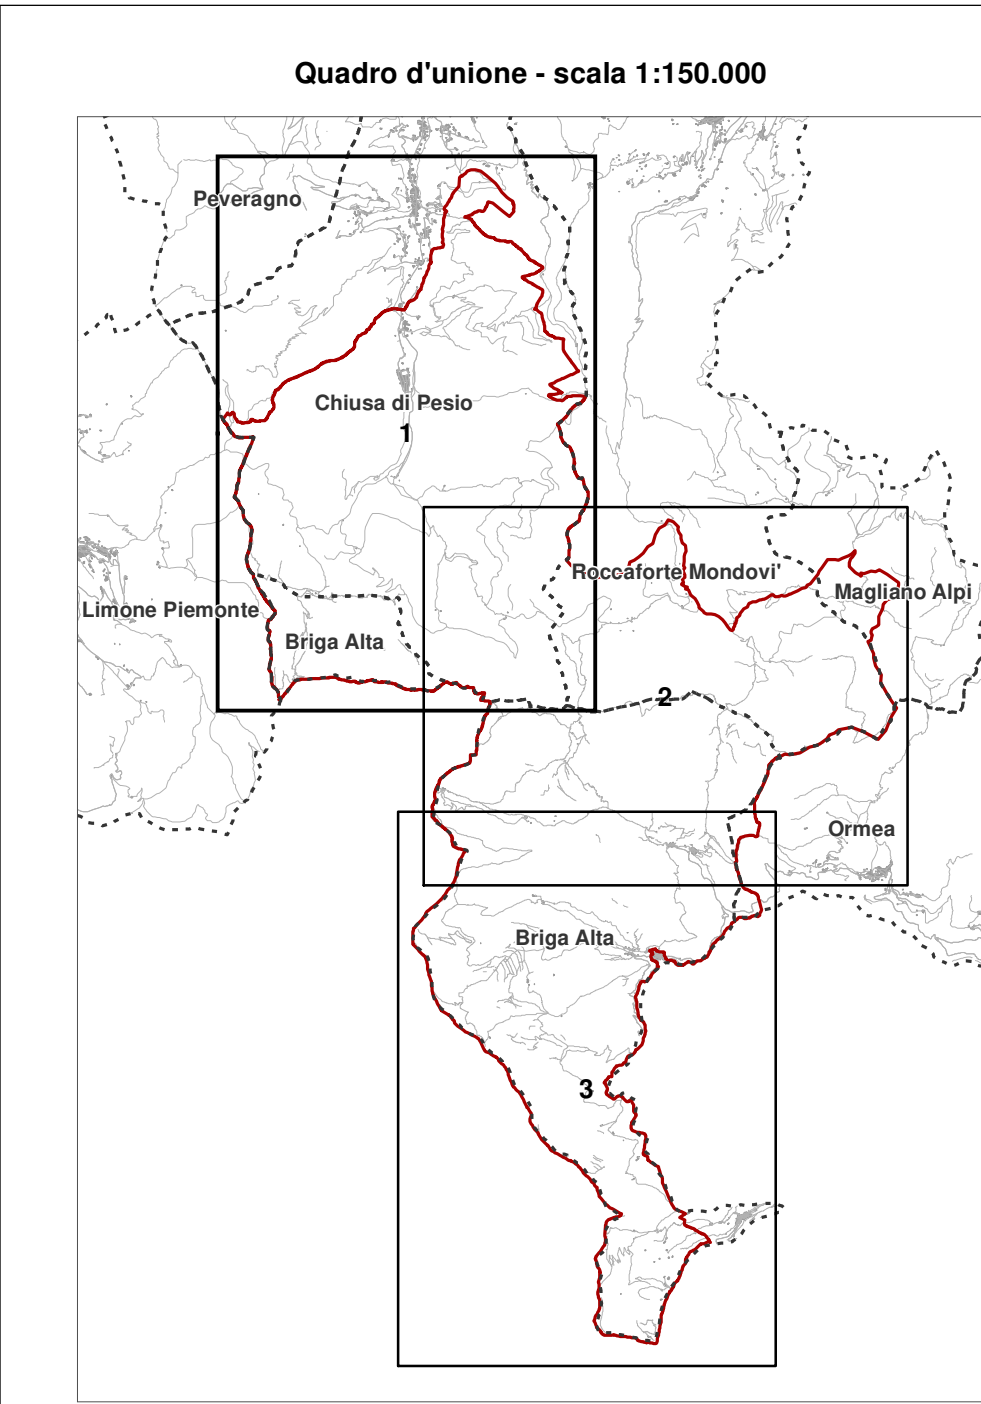 Quadro d'unione - scala 1:150.000
Peveragno
Chiusa di Pesio
1
Roccaforte Mondovi'
Magliano Alpi
Limone Piemonte
Briga Alta
2
Ormea
Briga Alta
3